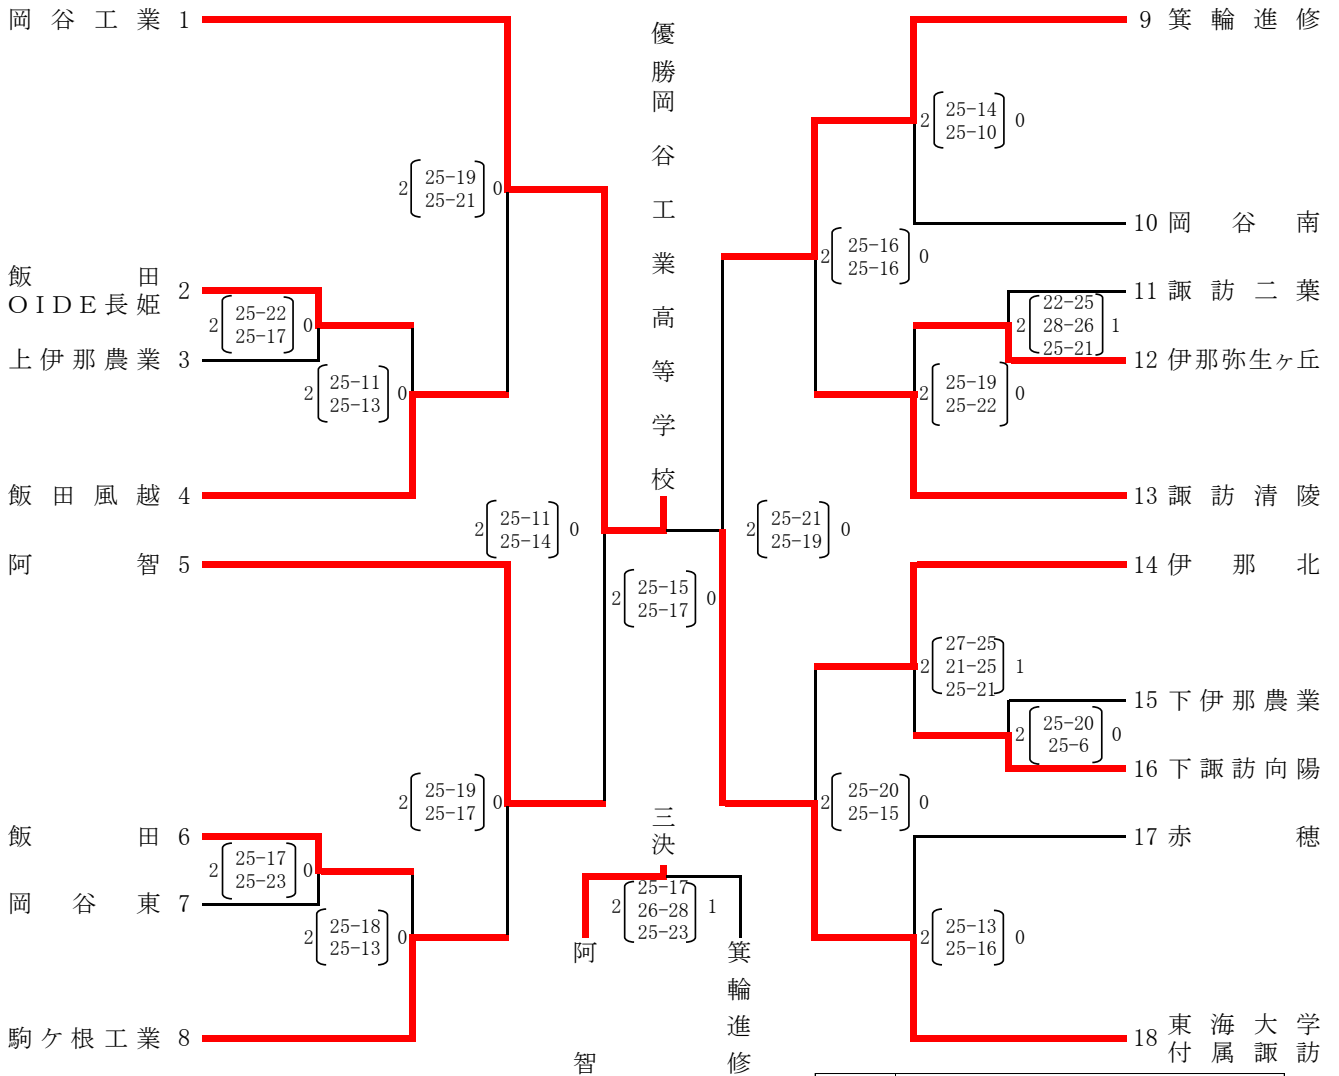 岡谷工業 1
2 25-19 25-21 0
飯田OIDE長姫 2
2 25-22 25-17 0
上伊那農業 3
2 25-11 25-13 0
飯田風越 4
2 25-11 25-14 0
阿智 5
2 25-19 25-17 0
飯田 6
2 25-17 25-23 0
岡谷東 7
2 25-18 25-13 0
駒ケ根工業 8
優勝岡谷工業高等学校
2 25-15 25-17 0
三決
2 25-17 26-28 25-23 1
阿智
箕輪進修
9 箕輪進修
2 25-14 25-10 0
10 岡谷南
2 25-16 25-16 0
11 諏訪二葉
2 22-25 28-26 25-21 1
12 伊那弥生ヶ丘
2 25-19 25-22 0
13 諏訪清陵
2 25-21 25-19 0
14 伊那北
2 27-25 21-25 25-21 1
15 下伊那農業
2 25-20 25-6 0
16 下諏訪向陽
2 25-20 25-15 0
17 赤穂
2 25-13 25-16 0
18 東海大学付属諏訪